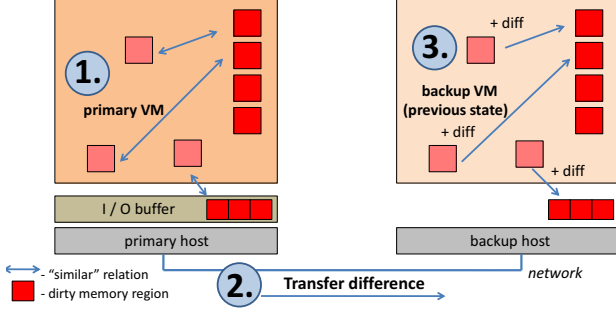 1.
primary VM
I / O buffer
primary host
+ diff
3.
backup VM
(previous state)
+ diff
+ diff
backup host
network
2.
Transfer difference
- “similar” relation
- dirty memory region